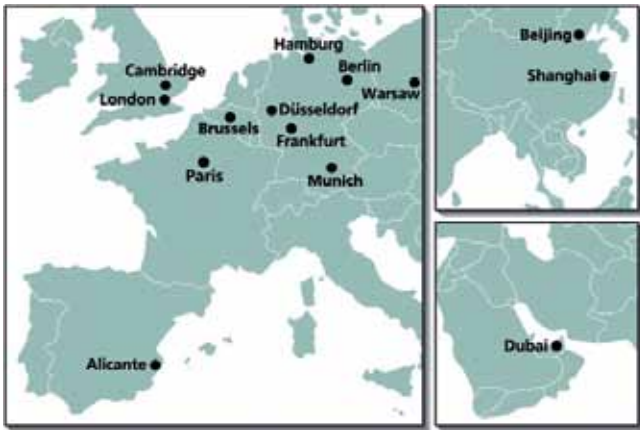 Hamburg
Berlin
Cambridge
Warsaw
London
Düsseldorf
Brussels
Frankfurt
Paris
Munich
Alicante
Beijing
Shanghai
Dubai